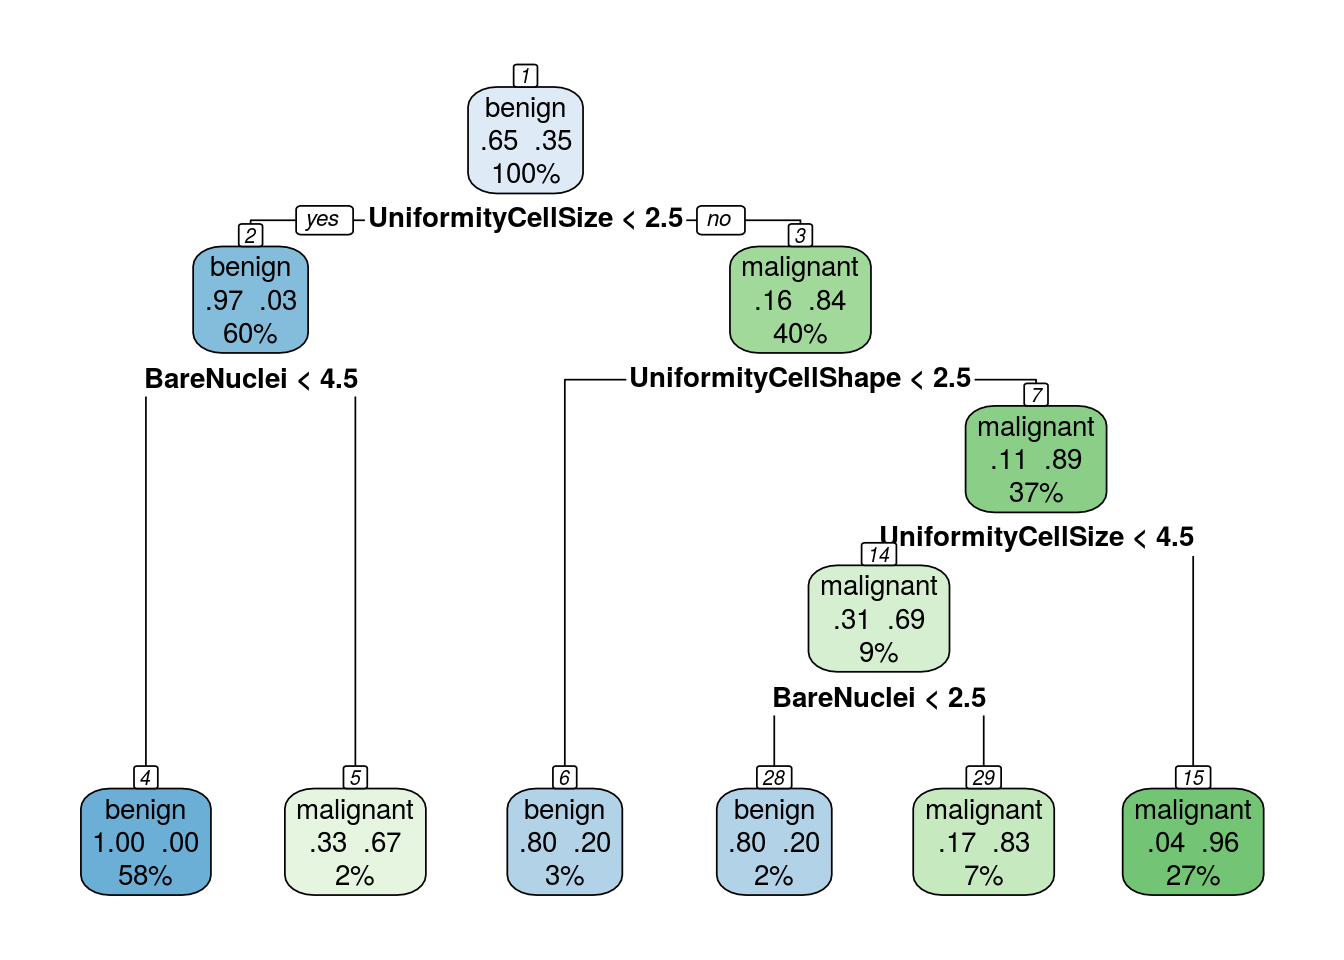 1
benign
.65 .35
100%
yes UniformityCellSize < 2.5 no
2
benign
.97 .03
60%
3
malignant
.16 .84
40%
BareNuclei < 4.5
UniformityCellShape < 2.5
7
malignant
.11 .89
37%
UniformityCellSize < 4.5
14
malignant
.31 .69
9%
BareNuclei < 2.5
4
benign
1.00 .00
58%
5
malignant
.33 .67
2%
6
benign
.80 .20
3%
28
benign
.80 .20
2%
29
malignant
.17 .83
7%
15
malignant
.04 .96
27%